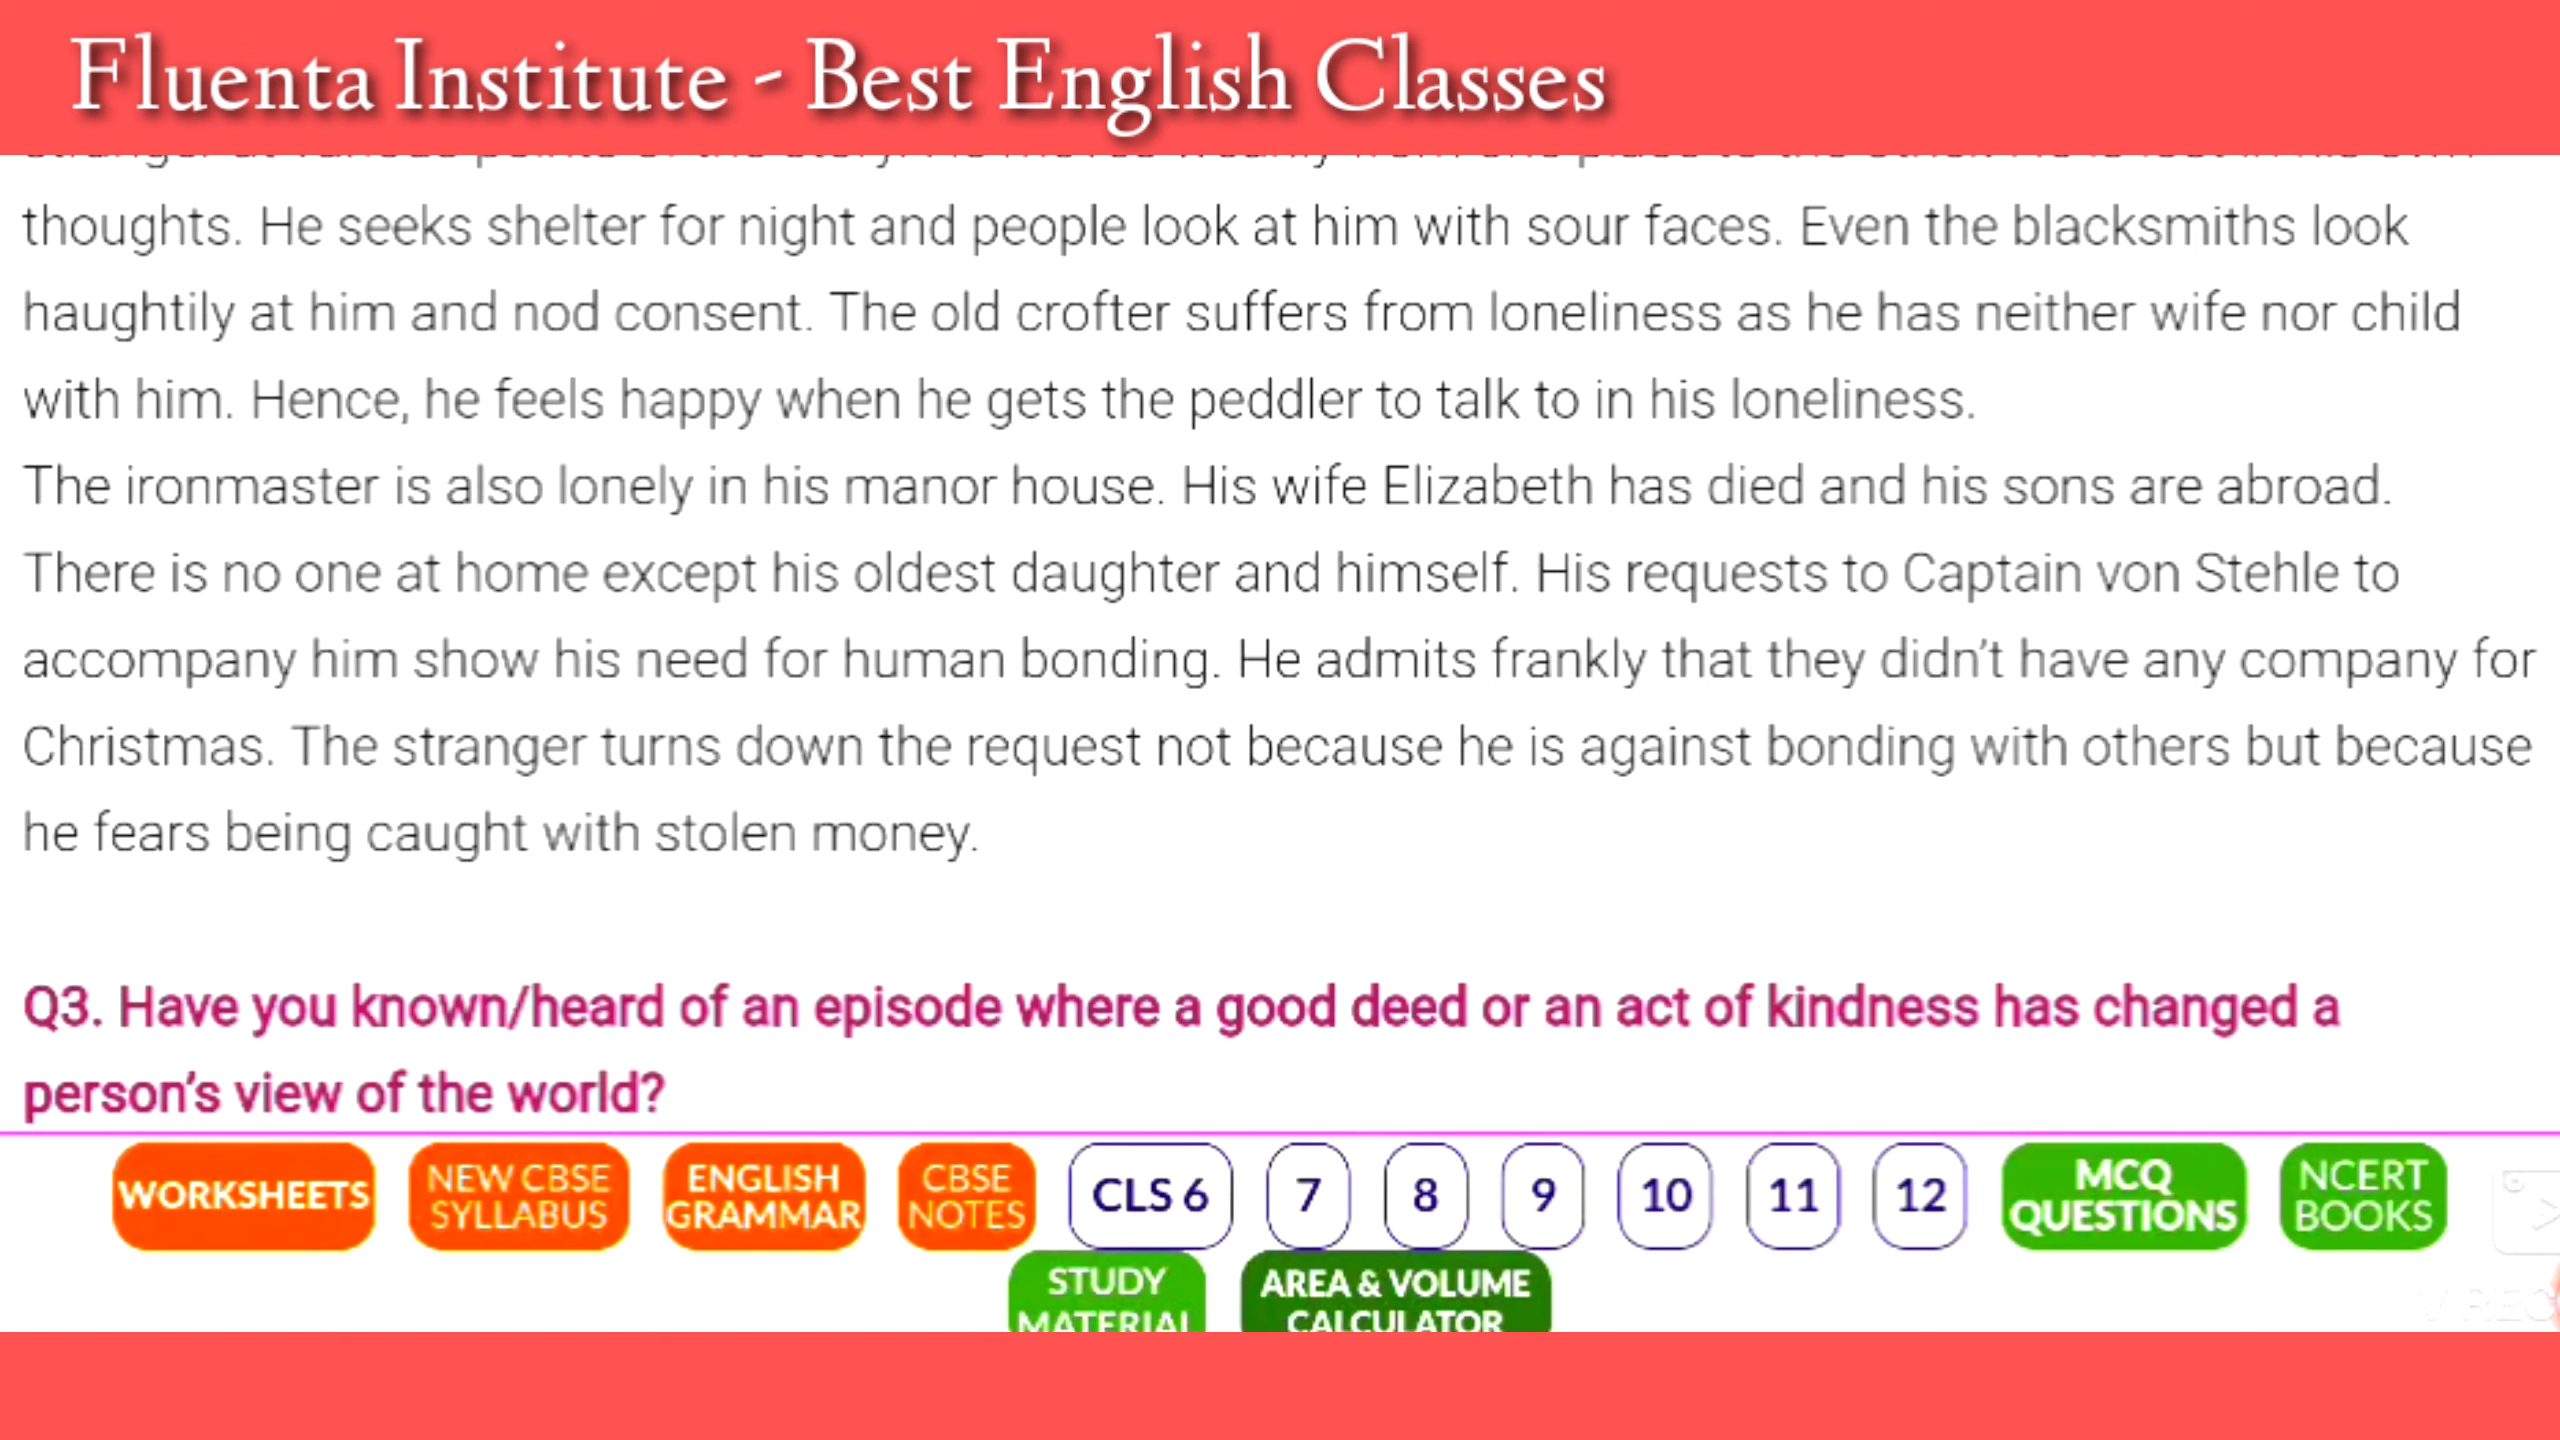 Fluenta Institute - Best English Classes
thoughts. He seeks shelter for night and people look at him with sour faces. Even the blacksmiths look
haughtily at him and nod consent. The old crofter suffers from loneliness as he has neither wife nor child
with him. Hence, he feels happy when he gets the peddler to talk to in his loneliness.
The ironmaster is also lonely in his manor house. His wife Elizabeth has died and his sons are abroad.
There is no one at home except his oldest daughter and himself. His requests to Captain von Stehle to
accompany him show his need for human bonding. He admits frankly that they didn't have any company for
Christmas. The stranger turns down the request not because he is against bonding with others but because
he fears being caught with stolen money.
Q3. Have you known/heard of an episode where a good deed or an act of kindness has changed a
person's view of the world?
WORKSHEETS
NEW CBSE
SYLLABUS
ENGLISH
GRAMMAR
CBSE
NOTES
CLS 6
7
8
9
10
11
12
MCQ
QUESTIONS
NCERT
BOOKS
STUDY
MATERIAL
AREA & VOLUME
CALCULATOR